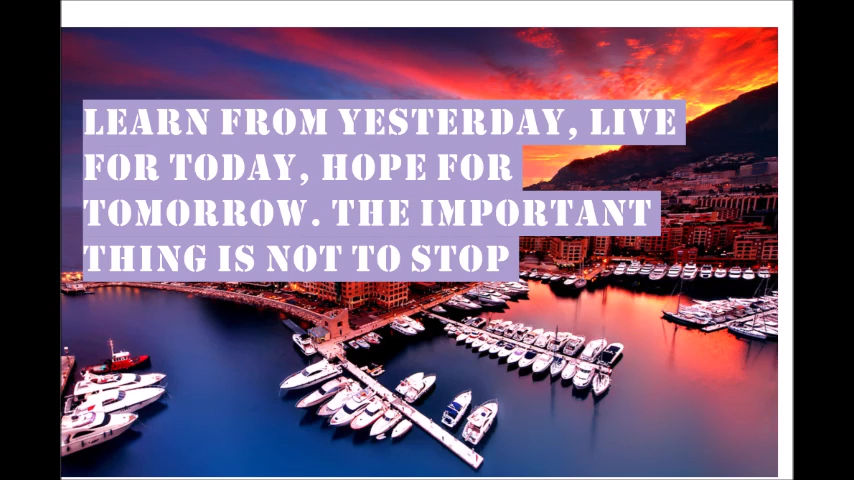 LEARN FROM YESTERDAY, LIVE
FOR TODAY, HOPE FOR
TOMORROW. THE IMPORTANT
THING IS NOT TO STOP